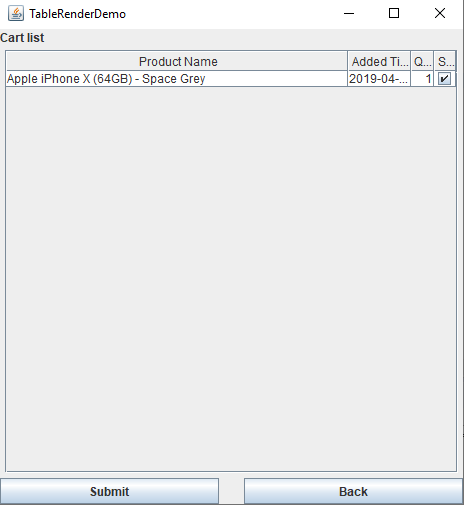 TableRenderDemo
Cart list
Product Name Added Ti... Q... S...
Apple iPhone X (64GB) - Space Grey 2019-04-... 1
Submit Back